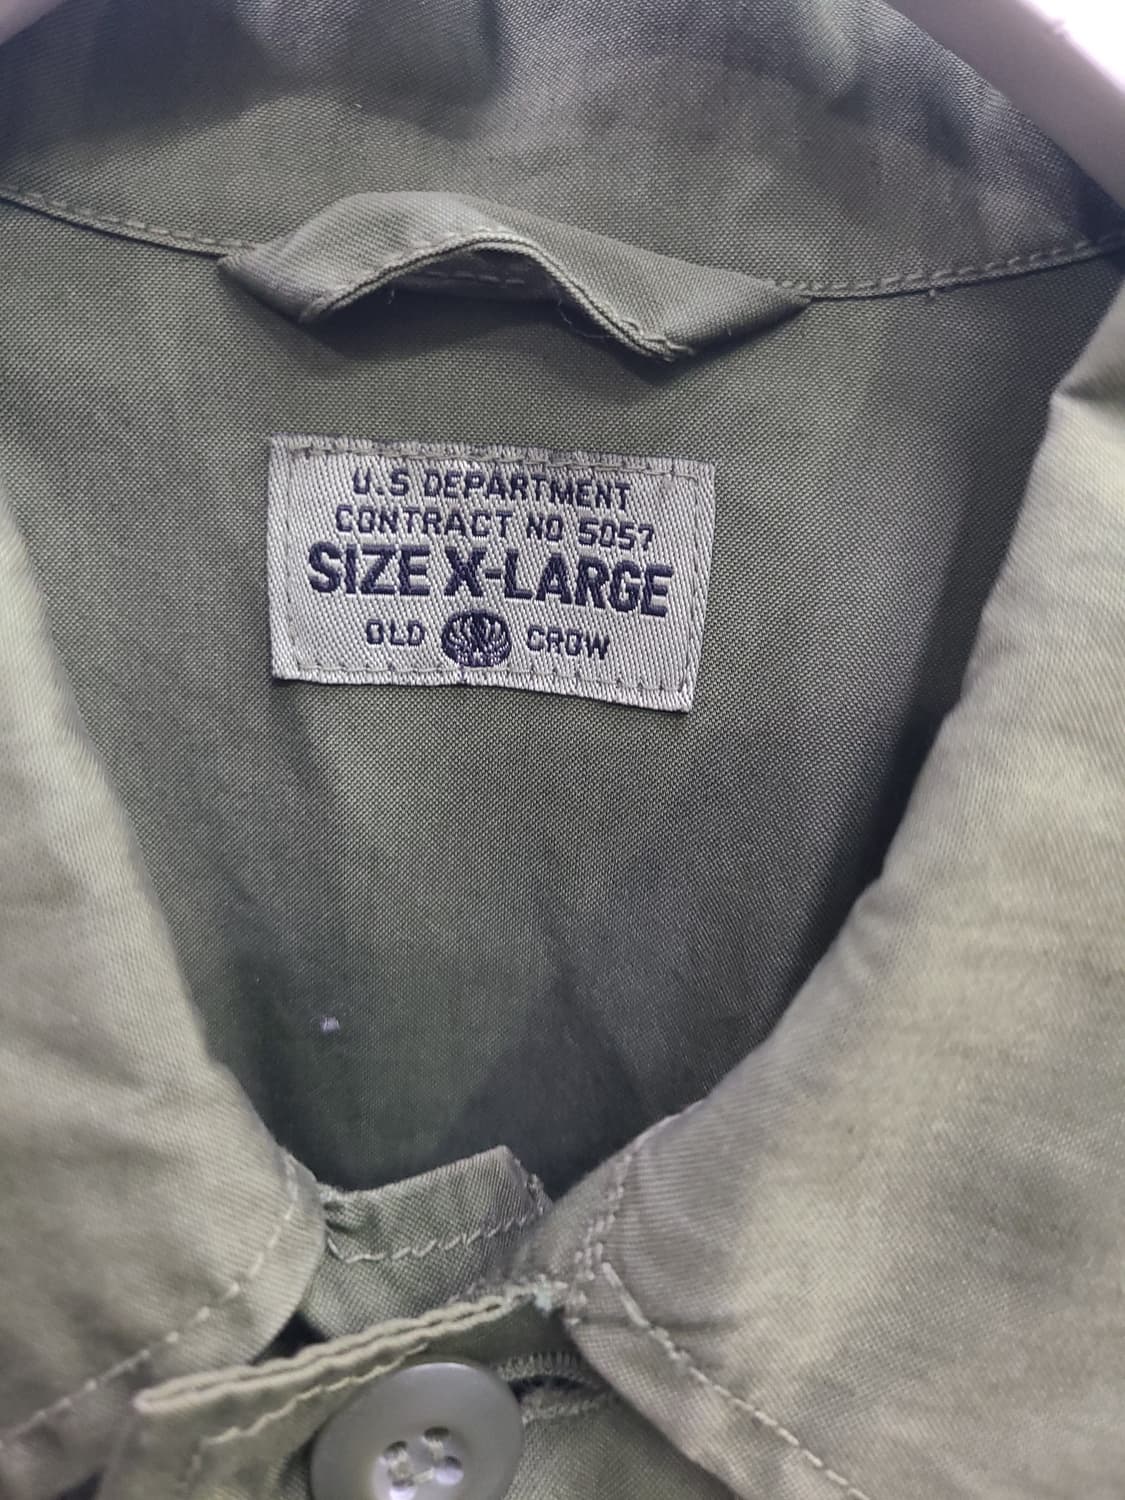 U.S DEPARTMENT
CONTRACT NO 5057
SIZE X-LARGE
OLD CROW